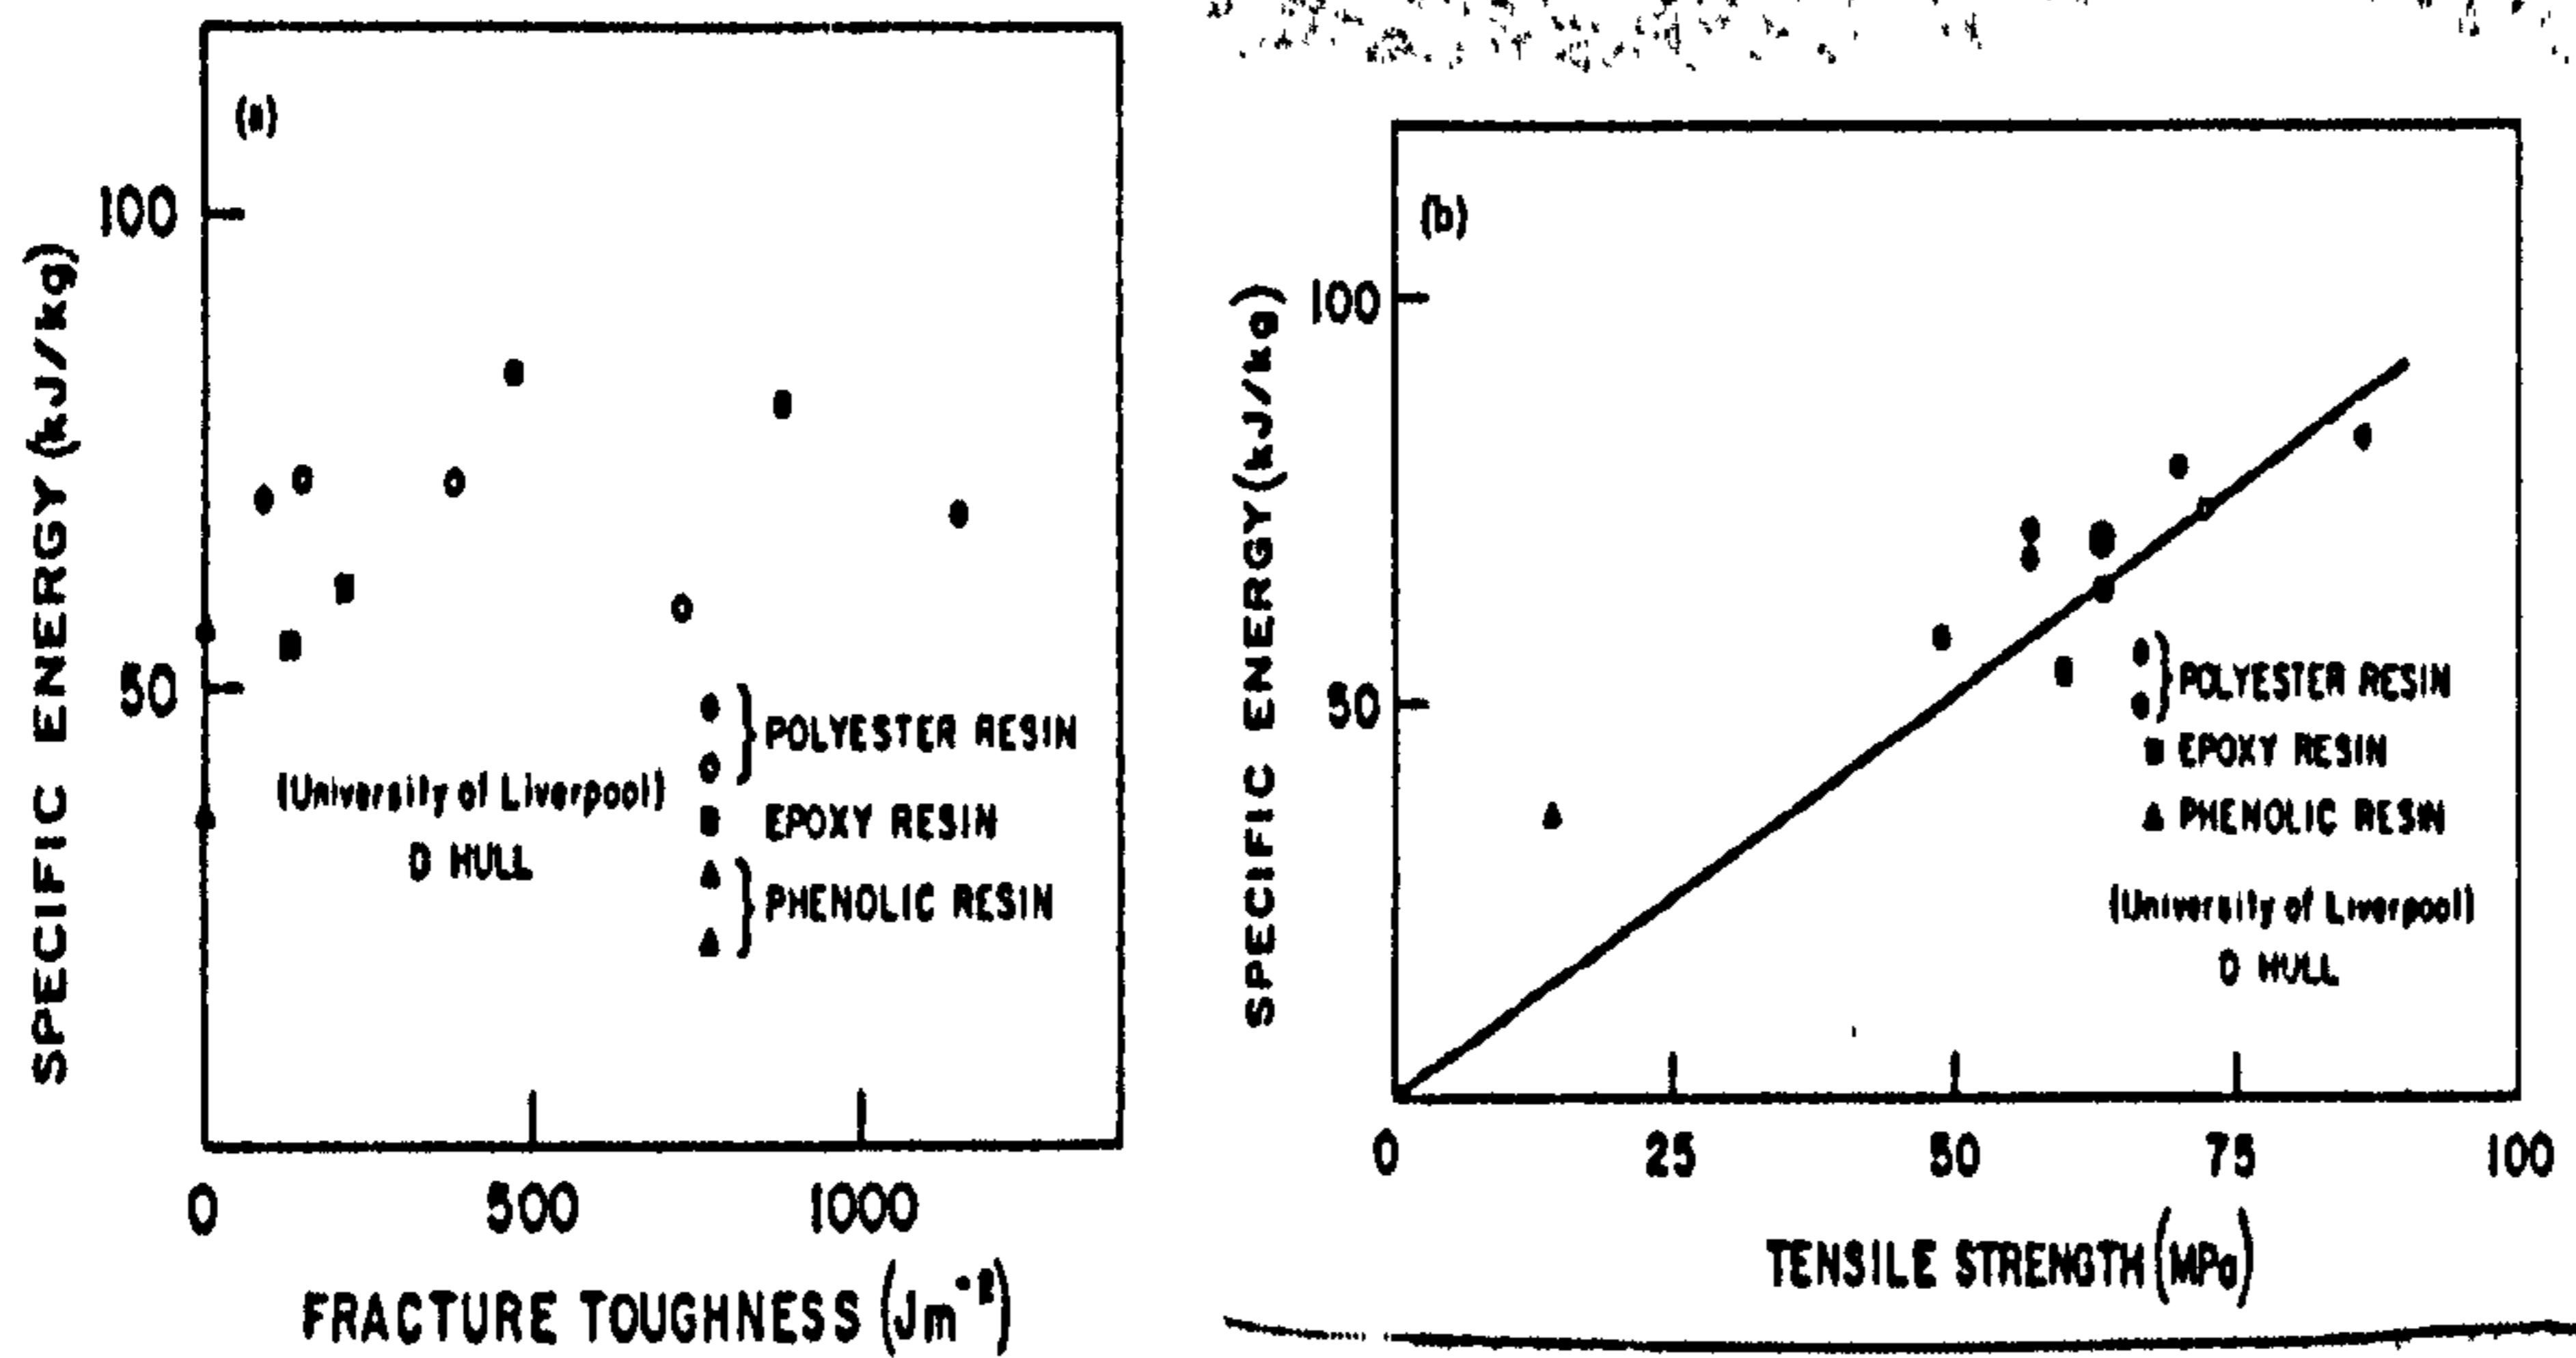 (a)
100
50
SPECIFIC ENERGY (kJ/kg)
POLYESTER RESIN
(University of Liverpool)
D HULL
EPOXY RESIN
PHENOLIC RESIN
0 500 1000
FRACTURE TOUGHNESS (Jm⁻²)
(b)
100
50
SPECIFIC ENERGY (kJ/kg)
POLYESTER RESIN
EPOXY RESIN
PHENOLIC RESIN
(University of Liverpool)
D HULL
0 25 50 75 100
TENSILE STRENGTH (MPa)